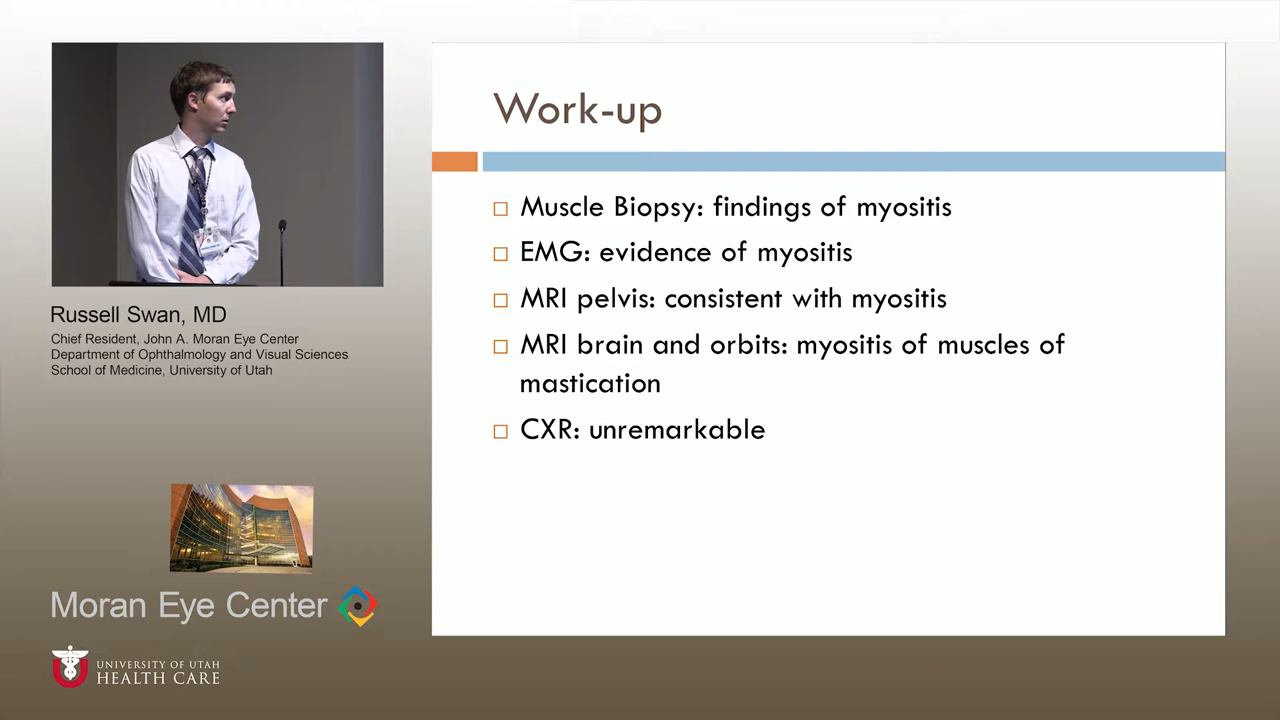 Work-up
Muscle Biopsy: findings of myositis
EMG: evidence of myositis
MRI pelvis: consistent with myositis
MRI brain and orbits: myositis of muscles of
mastication
CXR: unremarkable
Russell Swan, MD
Chief Resident, John A. Moran Eye Center
Department of Ophthalmology and Visual Sciences
School of Medicine, University of Utah
Moran Eye Center
UNIVERSITY OF UTAH
HEALTH CARE